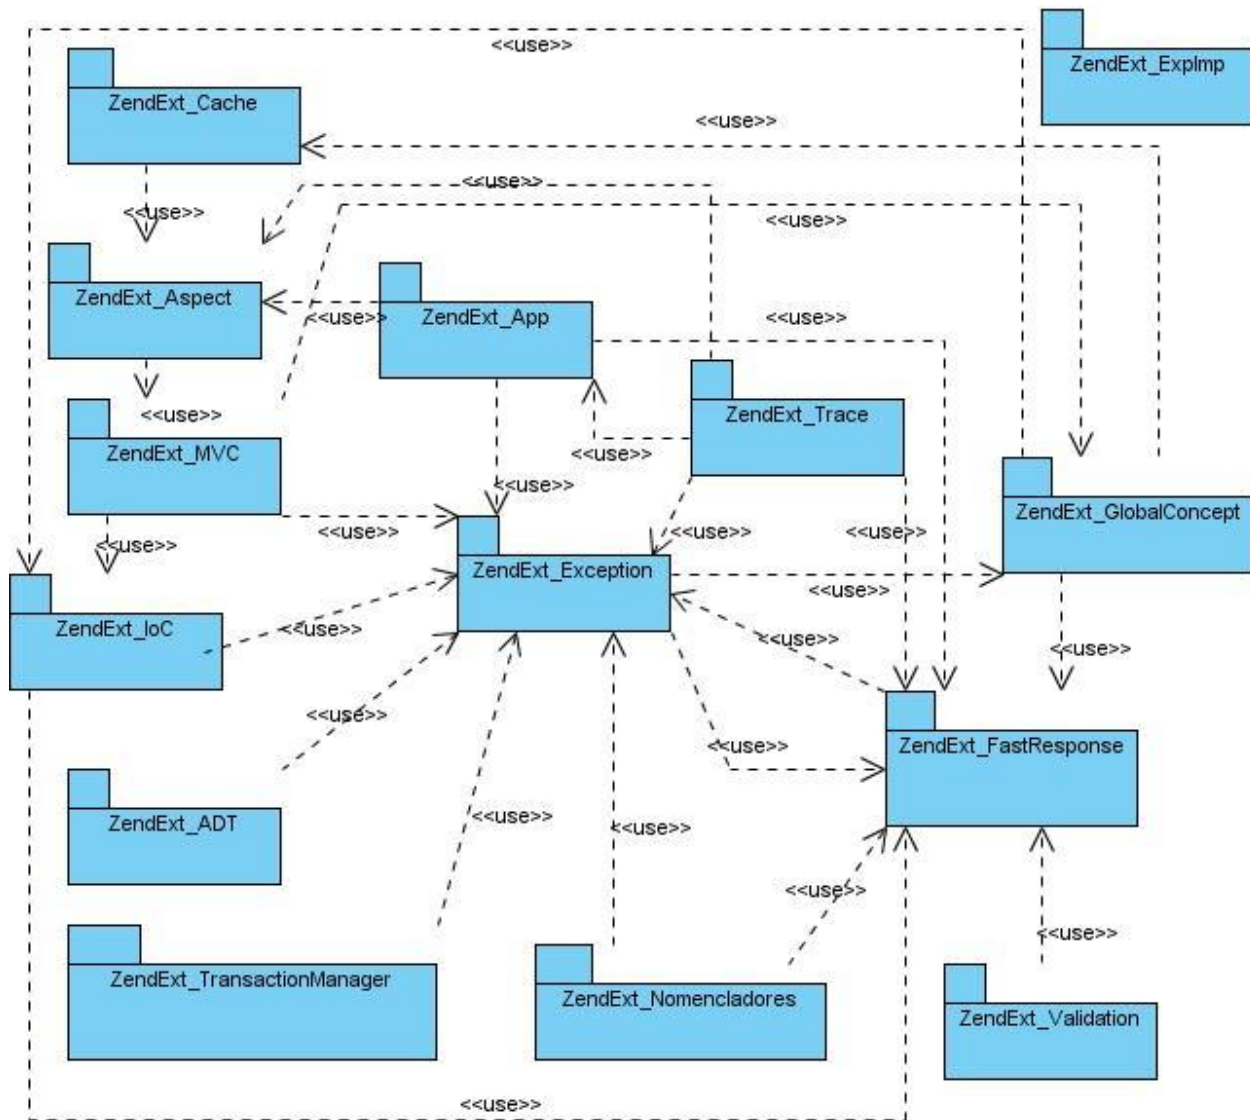 <<use>>
ZendExt_ExpImp
ZendExt_Cache
<<use>>
<<use>>
<<use>>
<<use>>
ZendExt_Aspect
<<use>>
ZendExt_App
<<use>>
<<use>>
ZendExt_Trace
ZendExt_MVC
<<use>>
<<use>>
ZendExt_GlobalConcept
<<use>>
<<use>>
<<use>>
<<use>>
ZendExt_Exception
<<use>>
ZendExt_IoC
<<use>>
<<use>>
<<use>>
<<use>>
<<use>>
ZendExt_FastResponse
ZendExt_ADT
<<use>>
<<use>>
<<use>>
<<use>>
ZendExt_TransactionManager
ZendExt_Nomencladores
ZendExt_Validation
<<use>>